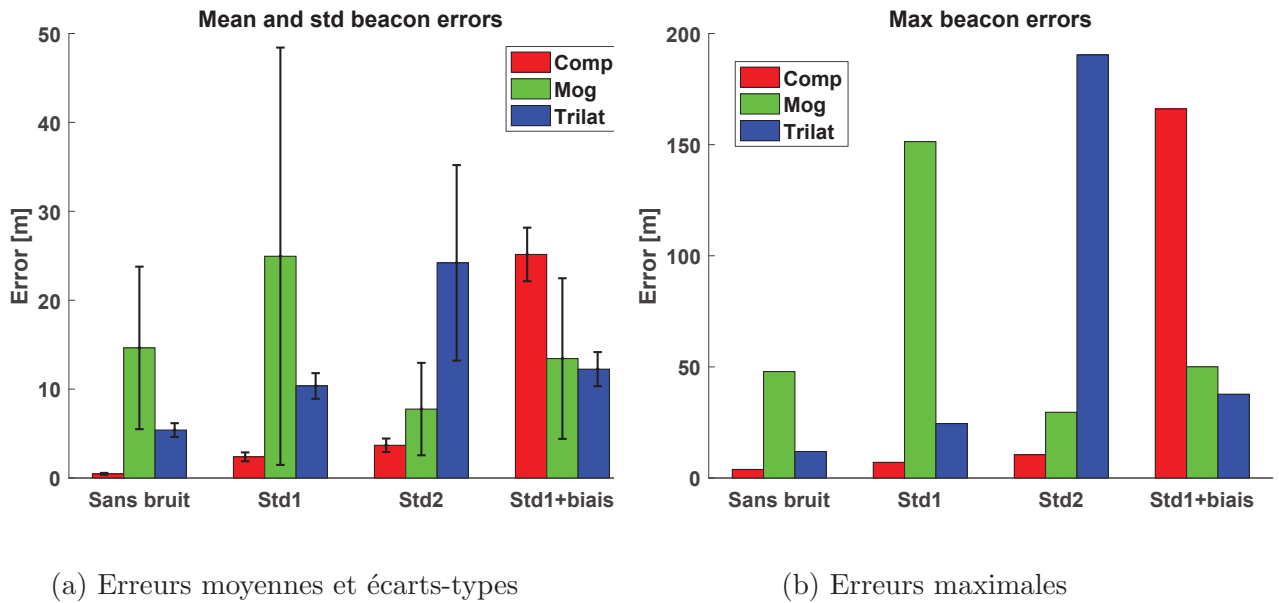 Mean and std beacon errors
Error [m]
50
40
30
20
10
0
Comp
Mog
Trilat
Sans bruit
Std1
Std2
Std1+biais
(a) Erreurs moyennes et écarts-types
Max beacon errors
Error [m]
200
150
100
50
0
Comp
Mog
Trilat
Sans bruit
Std1
Std2
Std1+biais
(b) Erreurs maximales